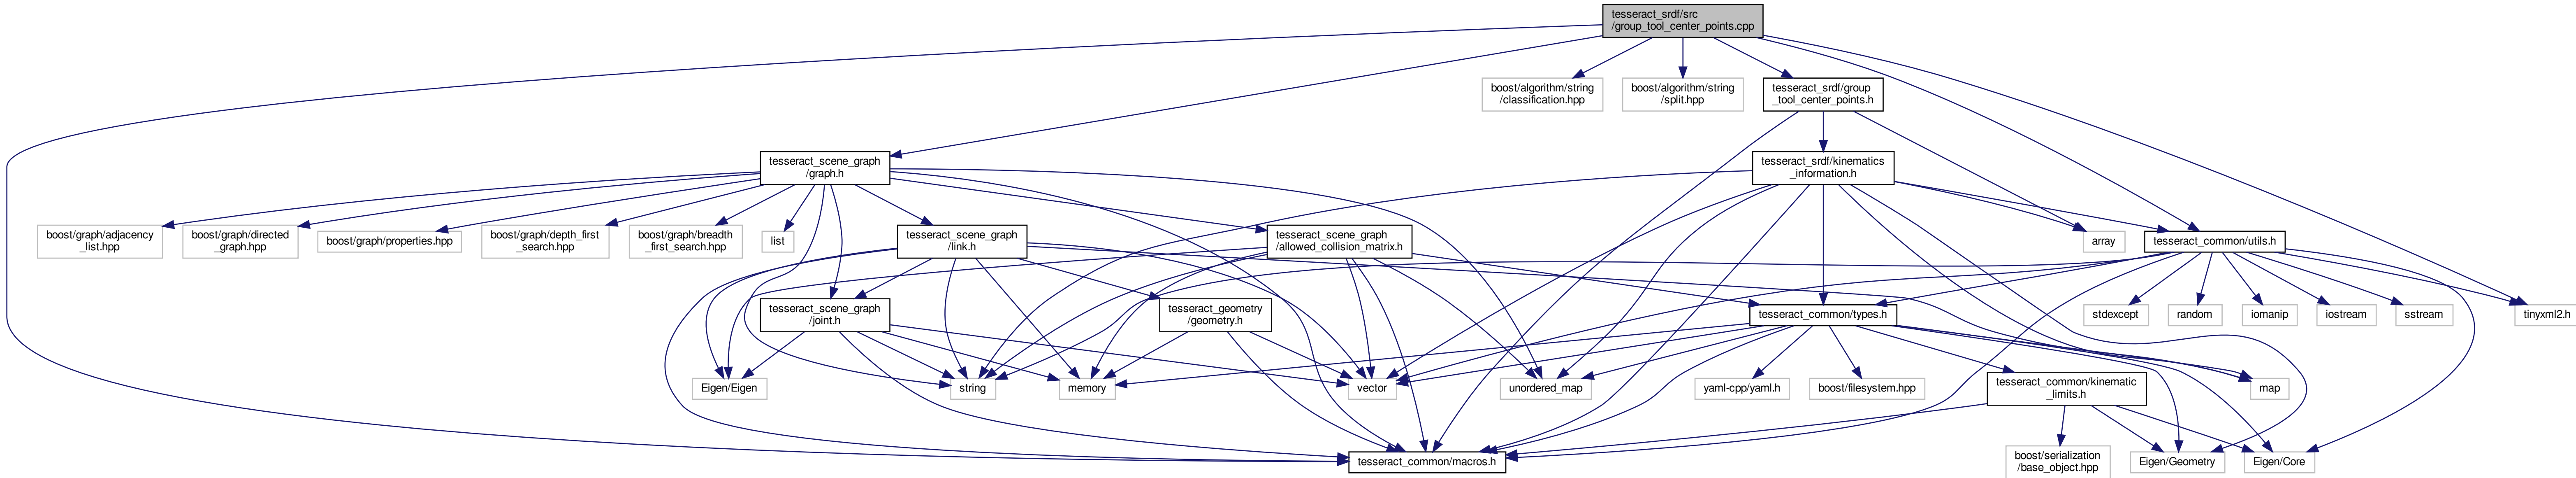 tesseract_srdf/src
/group_tool_center_points.cpp
boost/algorithm/string
/classification.hpp
boost/algorithm/string
/split.hpp
tesseract_srdf/group
_tool_center_points.h
tesseract_scene_graph
/graph.h
tesseract_srdf/kinematics
_information.h
boost/graph/adjacency
_list.hpp
boost/graph/directed
_graph.hpp
boost/graph/properties.hpp
boost/graph/depth_first
_search.hpp
boost/graph/breadth
_first_search.hpp
list
tesseract_scene_graph
/link.h
tesseract_scene_graph
/allowed_collision_matrix.h
array
tesseract_common/utils.h
tesseract_scene_graph
/joint.h
tesseract_geometry
/geometry.h
tesseract_common/types.h
stdexcept
random
iomanip
iostream
sstream
tinyxml2.h
Eigen/Eigen
string
memory
vector
unordered_map
yaml-cpp/yaml.h
boost/filesystem.hpp
tesseract_common/kinematic
_limits.h
map
tesseract_common/macros.h
boost/serialization
/base_object.hpp
Eigen/Geometry
Eigen/Core